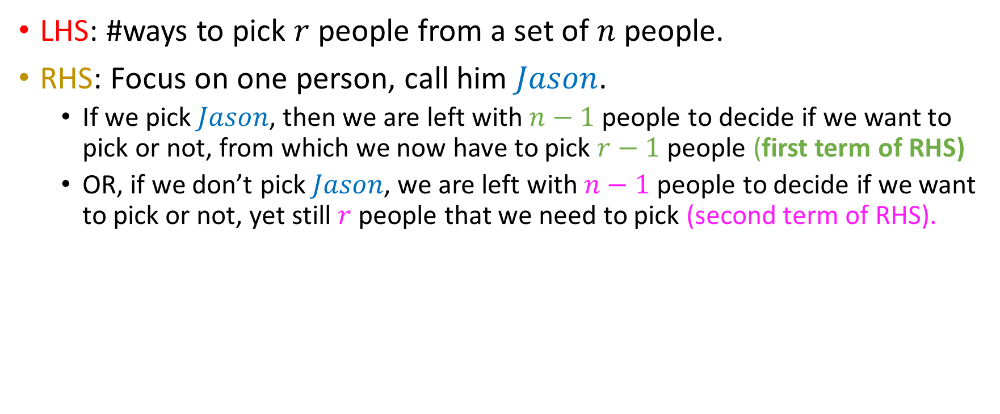 • LHS: #ways to pick 𝑟 people from a set of 𝑛 people.
• RHS: Focus on one person, call him 𝐽𝑎𝑠𝑜𝑛.
• If we pick 𝐽𝑎𝑠𝑜𝑛, then we are left with 𝑛 − 1 people to decide if we want to
pick or not, from which we now have to pick 𝑟 − 1 people (first term of RHS)
• OR, if we don’t pick 𝐽𝑎𝑠𝑜𝑛, we are left with 𝑛 − 1 people to decide if we want
to pick or not, yet still 𝑟 people that we need to pick (second term of RHS).